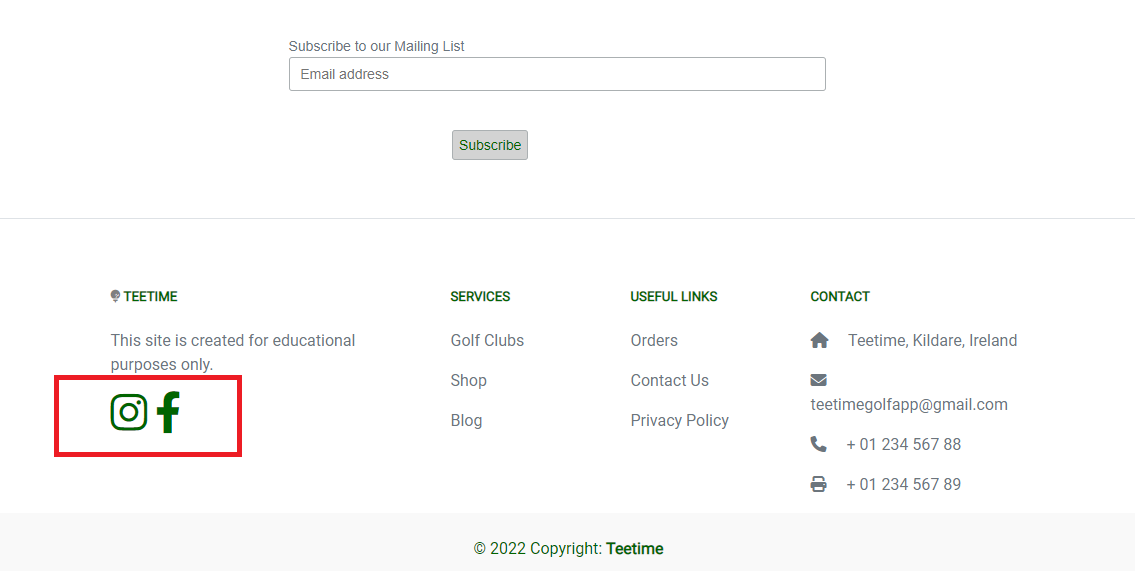 Subscribe to our Mailing List
Email address
Subscribe
TEETIME
This site is created for educational
purposes only.
SERVICES
Golf Clubs
Shop
Blog
USEFUL LINKS
Orders
Contact Us
Privacy Policy
CONTACT
Teetime, Kildare, Ireland
teetimegolfapp@gmail.com
+ 01 234 567 88
+ 01 234 567 89
© 2022 Copyright: Teetime